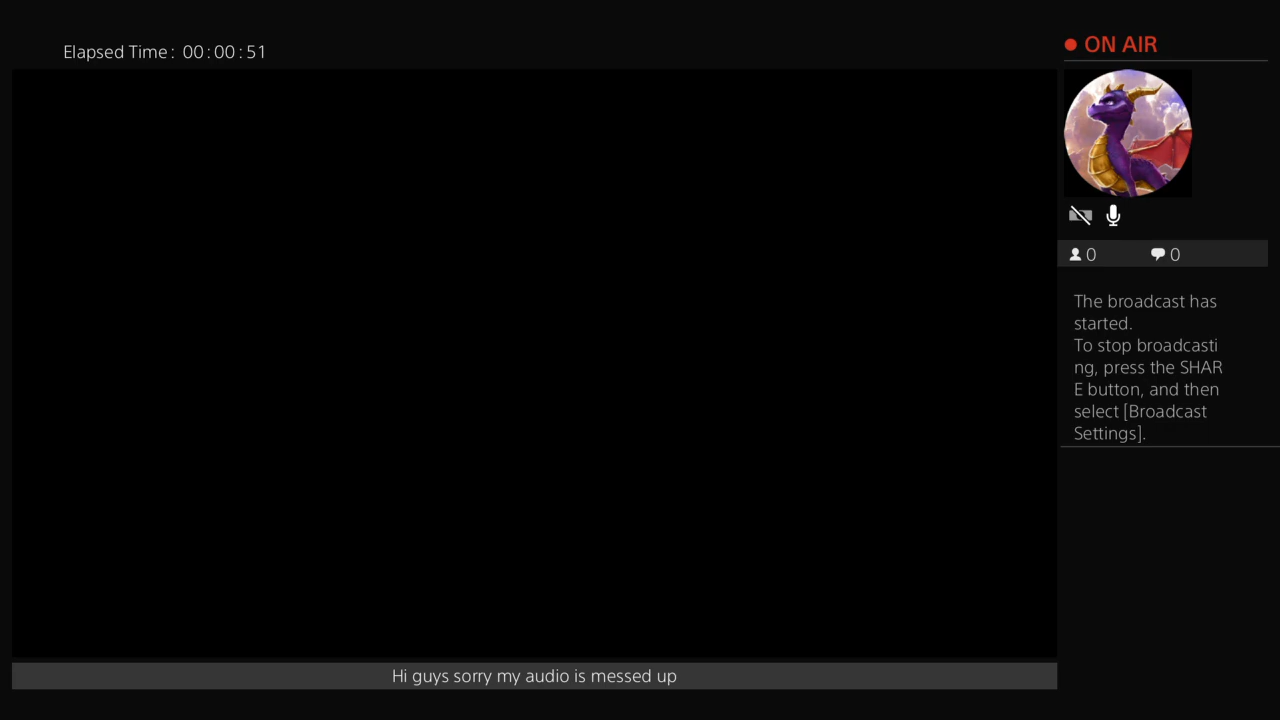 Elapsed Time: 00:00:51
ON AIR
0 0
The broadcast has
started.
To stop broadcasti
ng, press the SHAR
E button, and then
select [Broadcast
Settings].
Hi guys sorry my audio is messed up